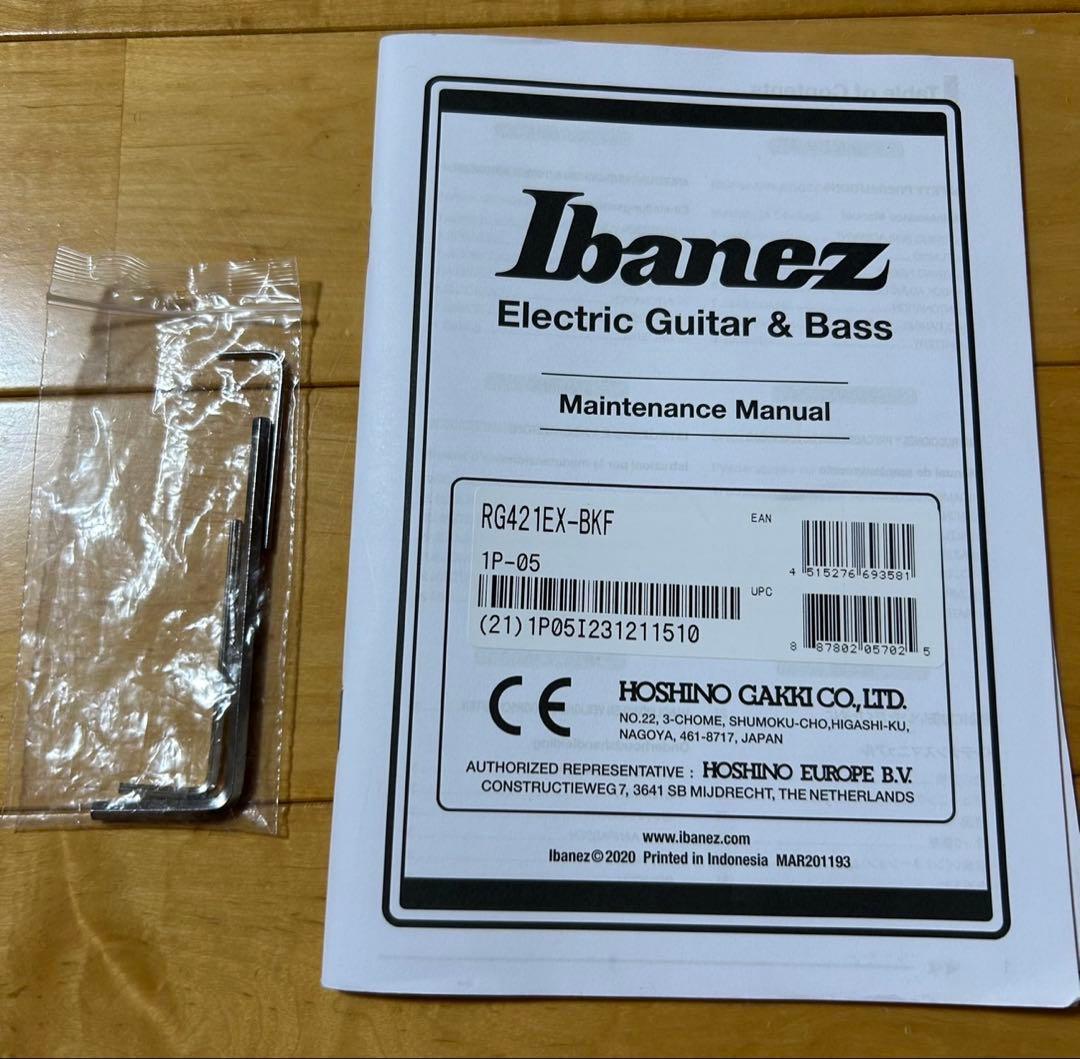 Ibanez
Electric Guitar & Bass
Maintenance Manual
RG421EX-BKF
EAN
4 515276 693581
1P-05
UPC
(21)1P05I231211510
8 87802 05702 5
CE
HOSHINO GAKKI CO., LTD.
NO.22, 3-CHOME, SHUMOKU-CHO,HIGASHI-KU,
NAGOYA, 461-8717, JAPAN
AUTHORIZED REPRESENTATIVE : HOSHINO EUROPE B.V.
CONSTRUCTIEWEG 7, 3641 SB MIJDRECHT, THE NETHERLANDS
www.ibanez.com
Ibanez©2020 Printed in Indonesia MAR201193